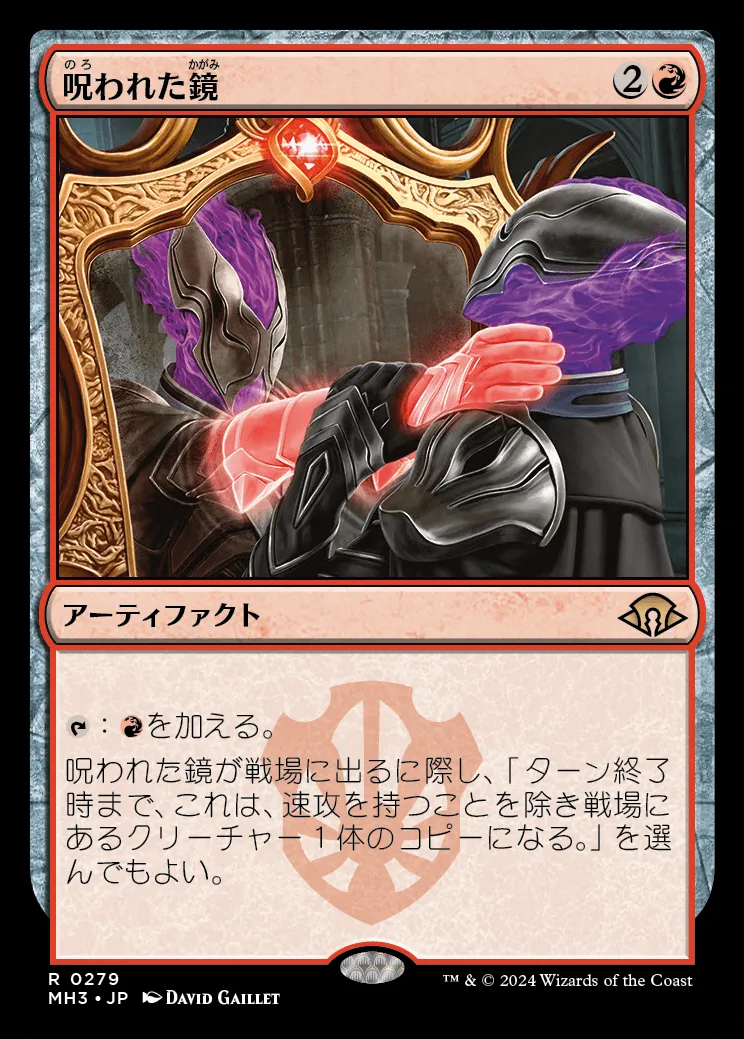 のろ かがみ
呪われた鏡 2
アーティファクト
:を加える。
呪われた鏡が戦場に出るに際し、「ターン終了
時まで、これは、速攻を持つことを除き戦場に
あるクリーチャー1体のコピーになる。」を選
んでもよい。
R 0279
MH3 • JP DAVID GAILLET
™ & © 2024 Wizards of the Coast